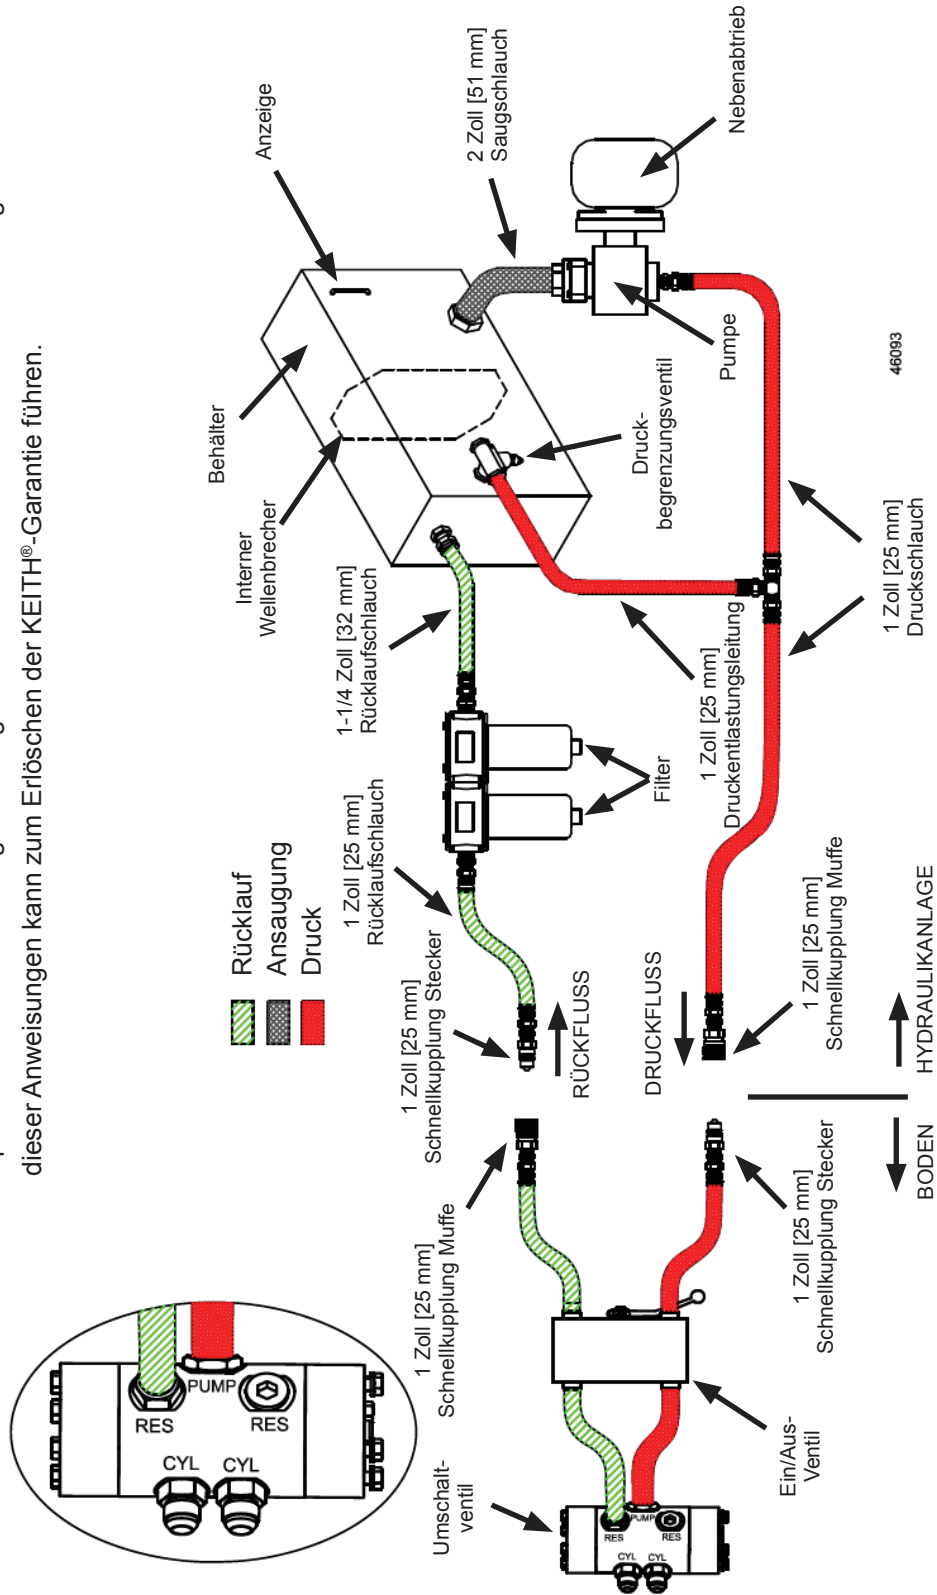 dieser Anweisungen kann zum Erlöschen der KEITH®-Garantie führen.
Rücklauf
Ansaugung
Druck
Anzeige
Behälter
Interner
Wellenbrecher
2 Zoll [51 mm]
Saugschlauch
Nebenabtrieb
Pumpe
Druck-
begrenzungsventil
1-1/4 Zoll [32 mm]
Rücklaufschlauch
1 Zoll [25 mm]
Rücklaufschlauch
Filter
1 Zoll [25 mm]
Druckentlastungsleitung
1 Zoll [25 mm]
Druckschlauch
1 Zoll [25 mm]
Schnellkupplung Stecker
RÜCKFLUSS
DRUCKFLUSS
1 Zoll [25 mm]
Schnellkupplung Muffe
1 Zoll [25 mm]
Schnellkupplung Muffe
1 Zoll [25 mm]
Schnellkupplung Stecker
BODEN
HYDRAULIKANLAGE
Umschalt-
ventil
Ein/Aus-
Ventil
RES
PUMP
RES
CYL
CYL
RES
PUMP
RES
CYL
CYL
46093